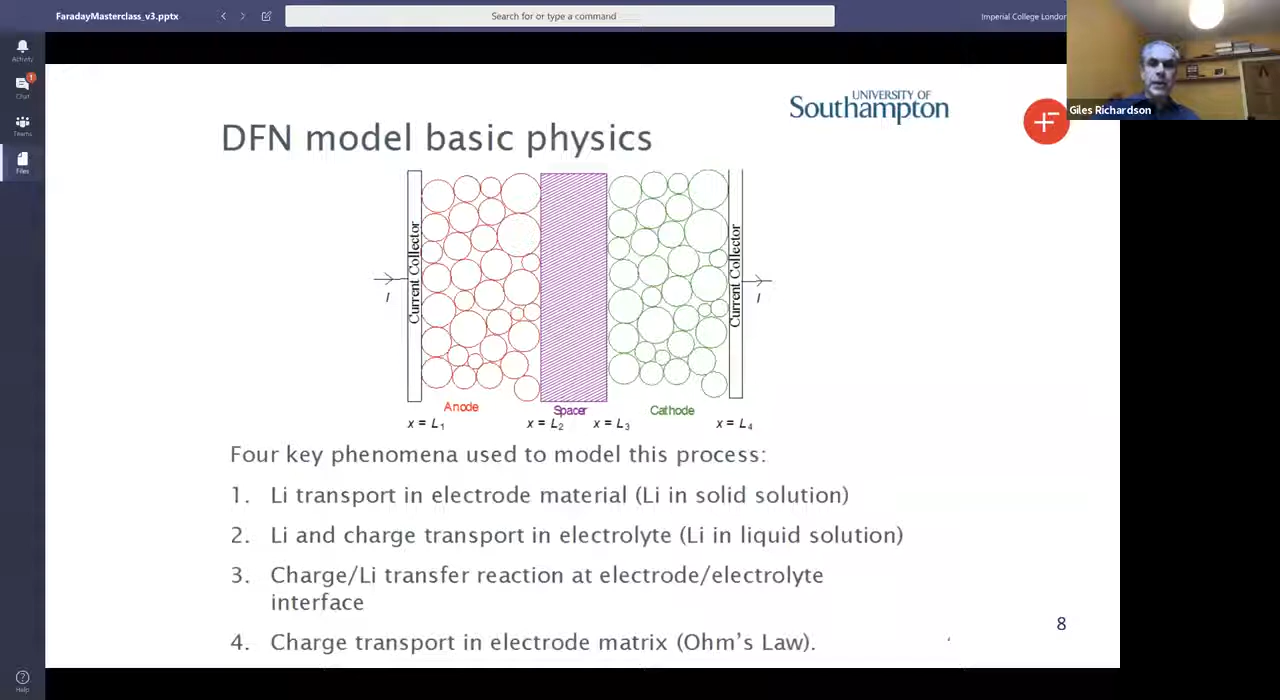 FaradayMasterclass_v3.pptx
Search for or type a command
Imperial College London
Activity
Chat
1
Teams
Files
Help
Giles Richardson
UNIVERSITY OF
Southampton
DFN model basic physics
Current Collector
Current Collector
I
I
Anode
Spacer
Cathode
x = L1
x = L2
x = L3
x = L4
Four key phenomena used to model this process:
1. Li transport in electrode material (Li in solid solution)
2. Li and charge transport in electrolyte (Li in liquid solution)
3. Charge/Li transfer reaction at electrode/electrolyte
interface
4. Charge transport in electrode matrix (Ohm's Law).
8